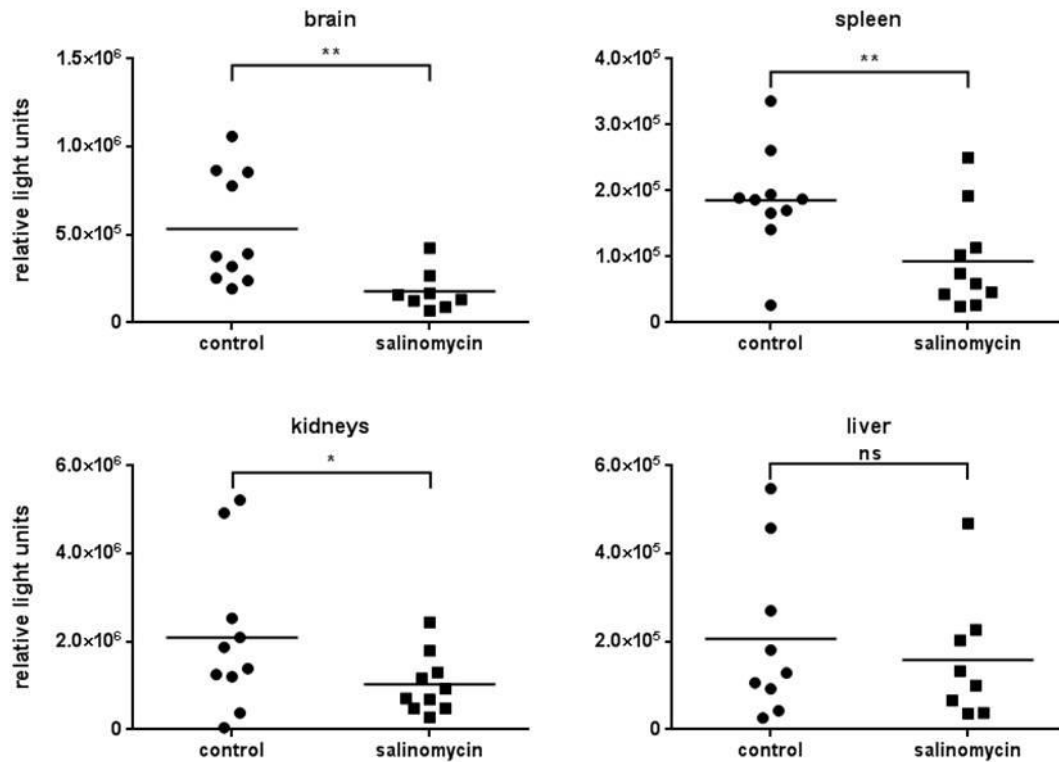 brain
**
1.5×10⁶
1.0×10⁶
5.0×10⁵
0
relative light units
control
salinomycin
spleen
**
4.0×10⁵
3.0×10⁵
2.0×10⁵
1.0×10⁵
0
control
salinomycin
kidneys
*
6.0×10⁶
4.0×10⁶
2.0×10⁶
0
relative light units
control
salinomycin
liver
ns
6.0×10⁵
4.0×10⁵
2.0×10⁵
0
control
salinomycin